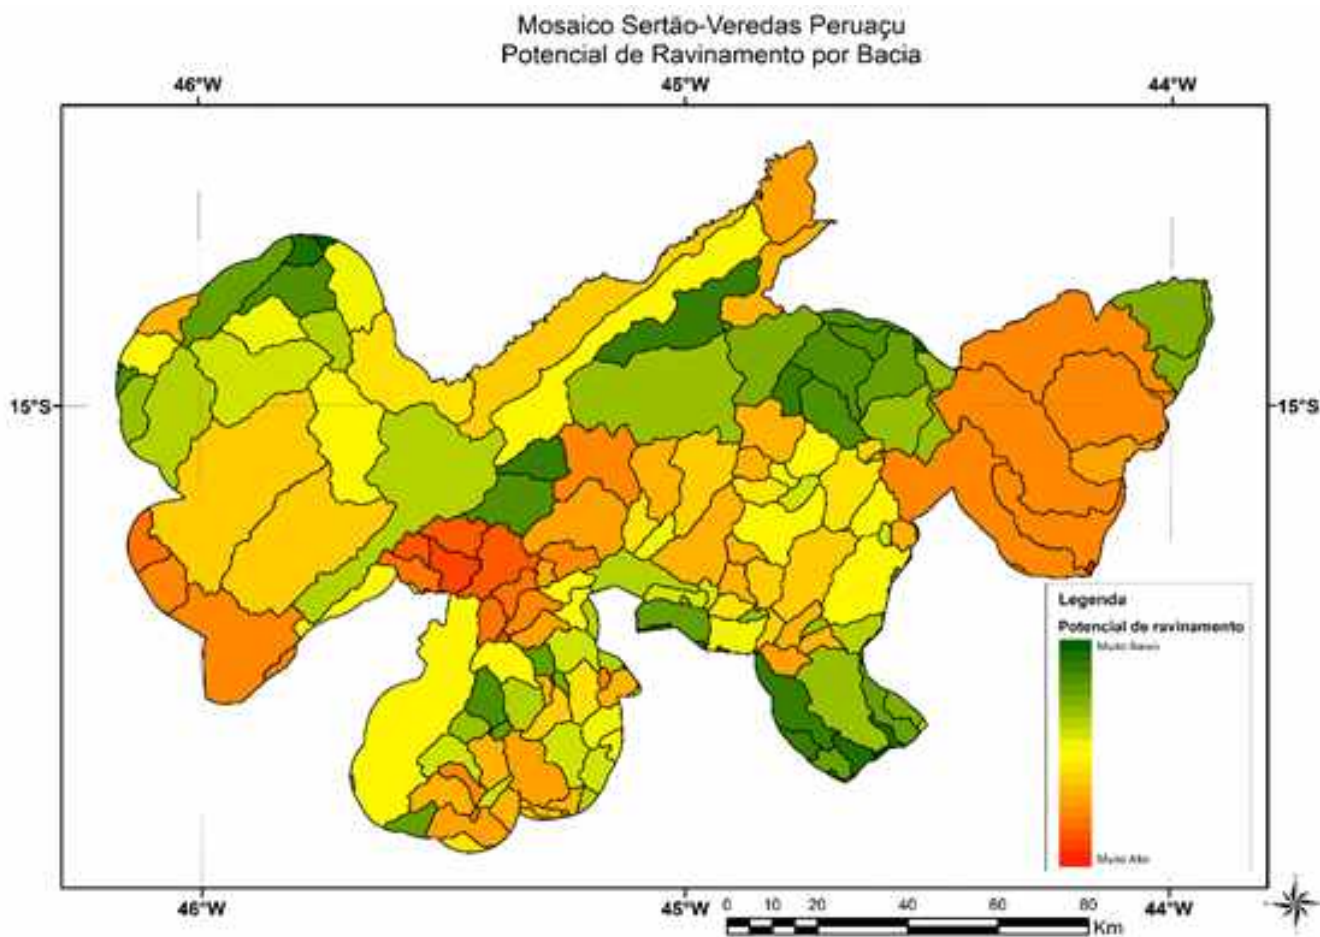 Mosaico Sertão-Veredas Peruaçu
Potencial de Ravinamento por Bacia
46°W 45°W 44°W
15°S 15°S
Legenda
Potencial de ravinamento
Muito Baixo
Muito Alto
46°W 45°W 44°W
0 10 20 40 60 80
Km